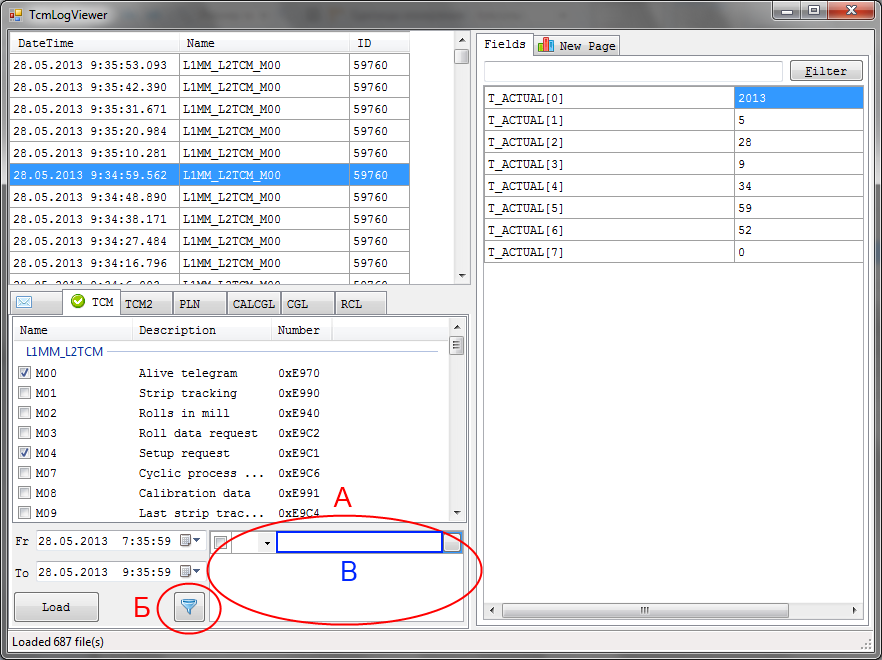 TcmLogViewer
DateTime Name ID
28.05.2013 9:35:53.093 L1MM_L2TCM_M00 59760
28.05.2013 9:35:42.390 L1MM_L2TCM_M00 59760
28.05.2013 9:35:31.671 L1MM_L2TCM_M00 59760
28.05.2013 9:35:20.984 L1MM_L2TCM_M00 59760
28.05.2013 9:35:10.281 L1MM_L2TCM_M00 59760
28.05.2013 9:34:59.562 L1MM_L2TCM_M00 59760
28.05.2013 9:34:48.890 L1MM_L2TCM_M00 59760
28.05.2013 9:34:38.171 L1MM_L2TCM_M00 59760
28.05.2013 9:34:27.484 L1MM_L2TCM_M00 59760
28.05.2013 9:34:16.796 L1MM_L2TCM_M00 59760
TCM TCM2 PLN CALCGL CGL RCL
Name Description Number
L1MM_L2TCM
M00 Alive telegram 0xE970
M01 Strip tracking 0xE990
M02 Rolls in mill 0xE940
M03 Roll data request 0xE9C2
M04 Setup request 0xE9C1
M07 Cyclic process ... 0xE9C6
M08 Calibration data 0xE991
M09 Last strip trac... 0xE9C4
Fr 28.05.2013 7:35:59
To 28.05.2013 9:35:59
Load
А
В
Б
Loaded 687 file(s)
Fields New Page
Filter
T_ACTUAL[0] 2013
T_ACTUAL[1] 5
T_ACTUAL[2] 28
T_ACTUAL[3] 9
T_ACTUAL[4] 34
T_ACTUAL[5] 59
T_ACTUAL[6] 52
T_ACTUAL[7] 0